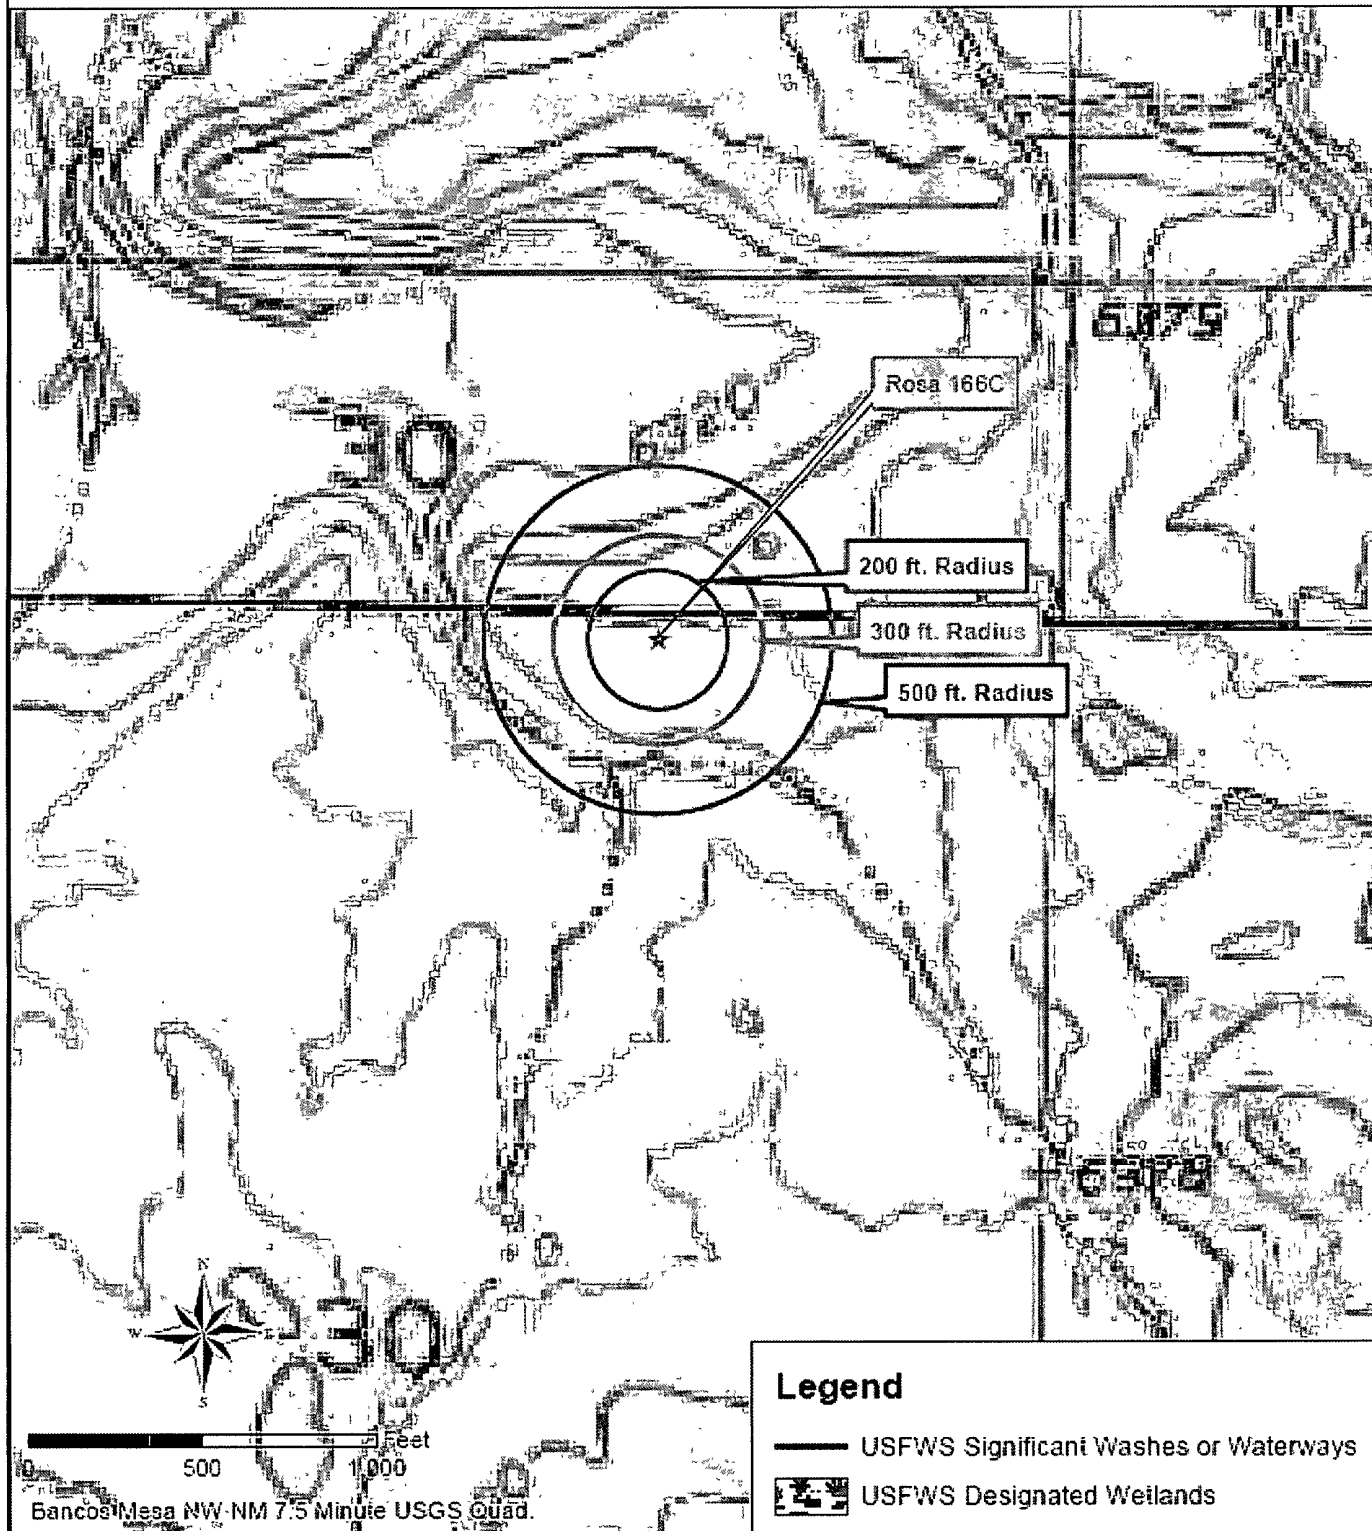 Rosa 166C
200 ft. Radius
300 ft. Radius
500 ft. Radius
N
W
E
S
0 500 1,000
Bancos Mesa NW NM 7.5 Minute USGS Quad.
Legend
USFWS Significant Washes or Waterways
USFWS Designated Wetlands